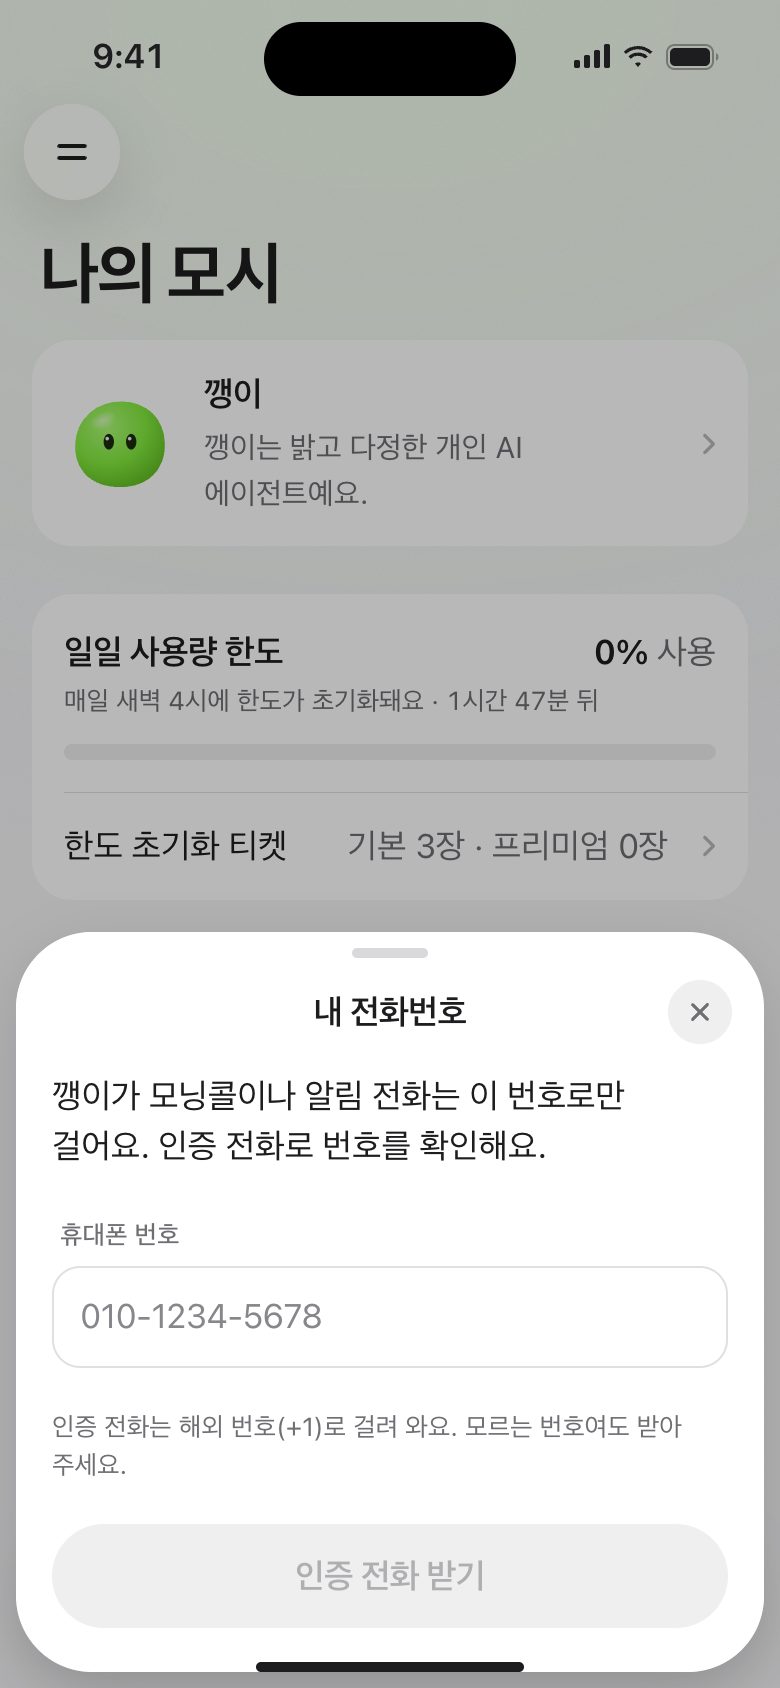 9:41
나의 모시
깽이
깽이는 밝고 다정한 개인 AI
에이전트예요.
일일 사용량 한도
0% 사용
매일 새벽 4시에 한도가 초기화돼요 · 1시간 47분 뒤
한도 초기화 티켓
기본 3장 · 프리미엄 0장
내 전화번호
깽이가 모닝콜이나 알림 전화는 이 번호로만
걸어요. 인증 전화로 번호를 확인해요.
휴대폰 번호
010-1234-5678
인증 전화는 해외 번호(+1)로 걸려 와요. 모르는 번호여도 받아
주세요.
인증 전화 받기